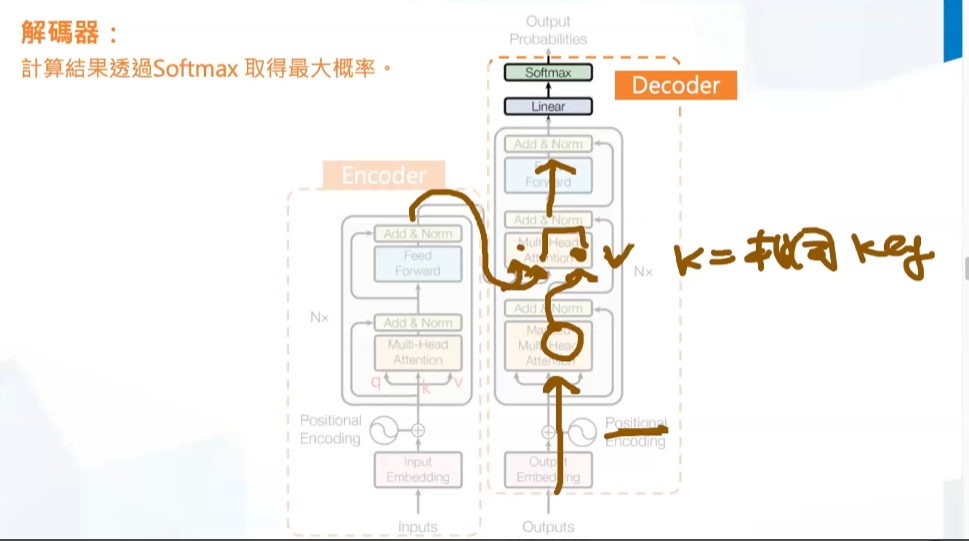 解碼器：
計算結果透過Softmax 取得最大概率。
Output
Probabilities
Softmax
Linear
Decoder
Add & Norm
Feed
Forward
Add & Norm
Multi-Head
Attention
V
k = 相同 key
Nx
Add & Norm
Masked
Multi-Head
Attention
Positional
Encoding
Output
Embedding
Outputs
Encoder
Add & Norm
Feed
Forward
Nx
Add & Norm
Multi-Head
Attention
q k v
Positional
Encoding
Input
Embedding
Inputs